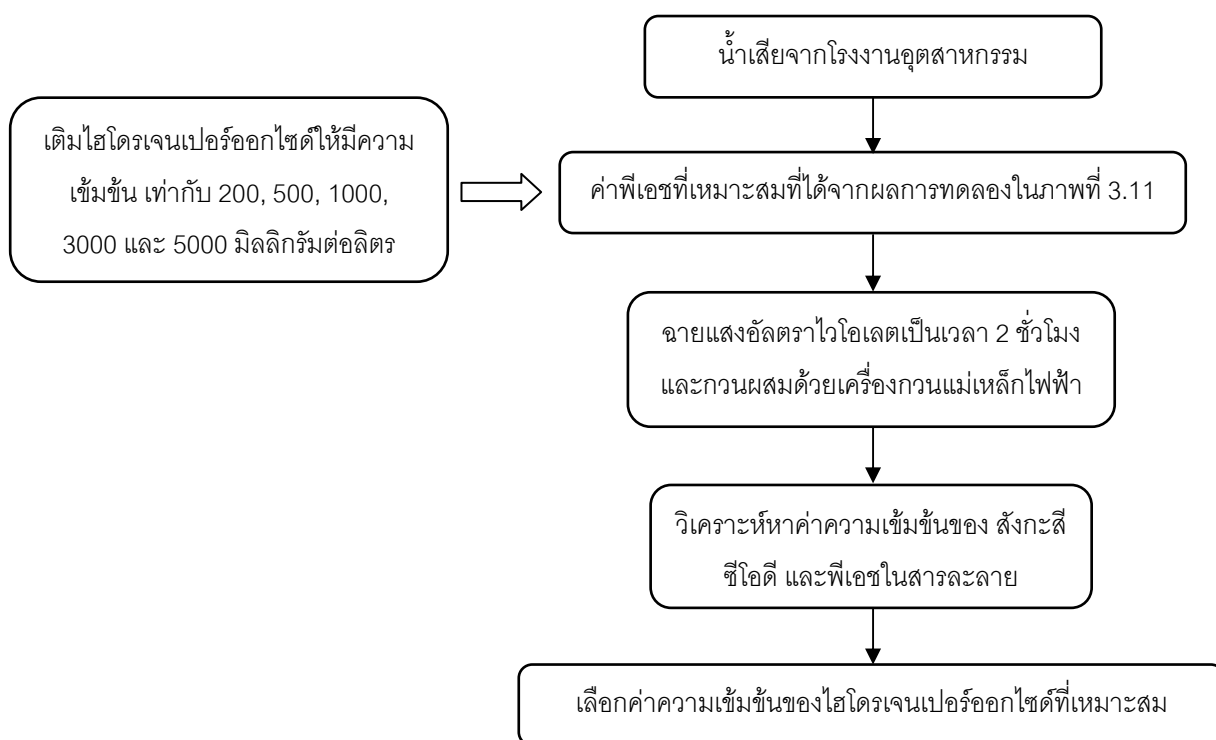 น้ำเสียจากโรงงานอุตสาหกรรม
เติมไฮโดรเจนเปอร์ออกไซด์ให้มีความ
เข้มข้น เท่ากับ 200, 500, 1000,
3000 และ 5000 มิลลิกรัมต่อลิตร
ค่าพีเอชที่เหมาะสมที่ได้จากผลการทดลองในภาพที่ 3.11
ฉายแสงอัลตราไวโอเลตเป็นเวลา 2 ชั่วโมง
และกวนผสมด้วยเครื่องกวนแม่เหล็กไฟฟ้า
วิเคราะห์หาค่าความเข้มข้นของ สังกะสี
ซีโอดี และพีเอชในสารละลาย
เลือกค่าความเข้มข้นของไฮโดรเจนเปอร์ออกไซด์ที่เหมาะสม